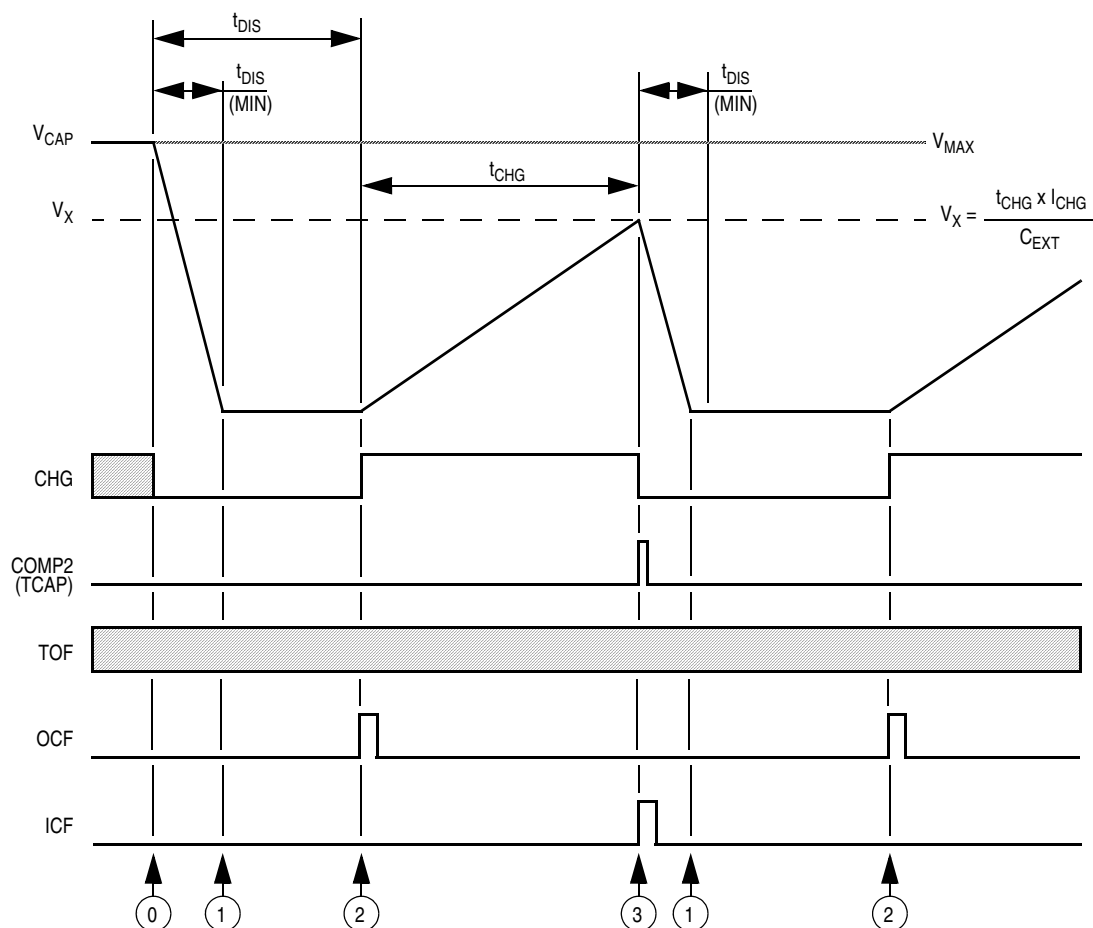 tDIS
tDIS
(MIN)
tDIS
(MIN)
VCAP
VMAX
tCHG
VX
VX = tCHG x ICHG
CEXT
CHG
COMP2
(TCAP)
TOF
OCF
ICF
0 1 2 3 1 2